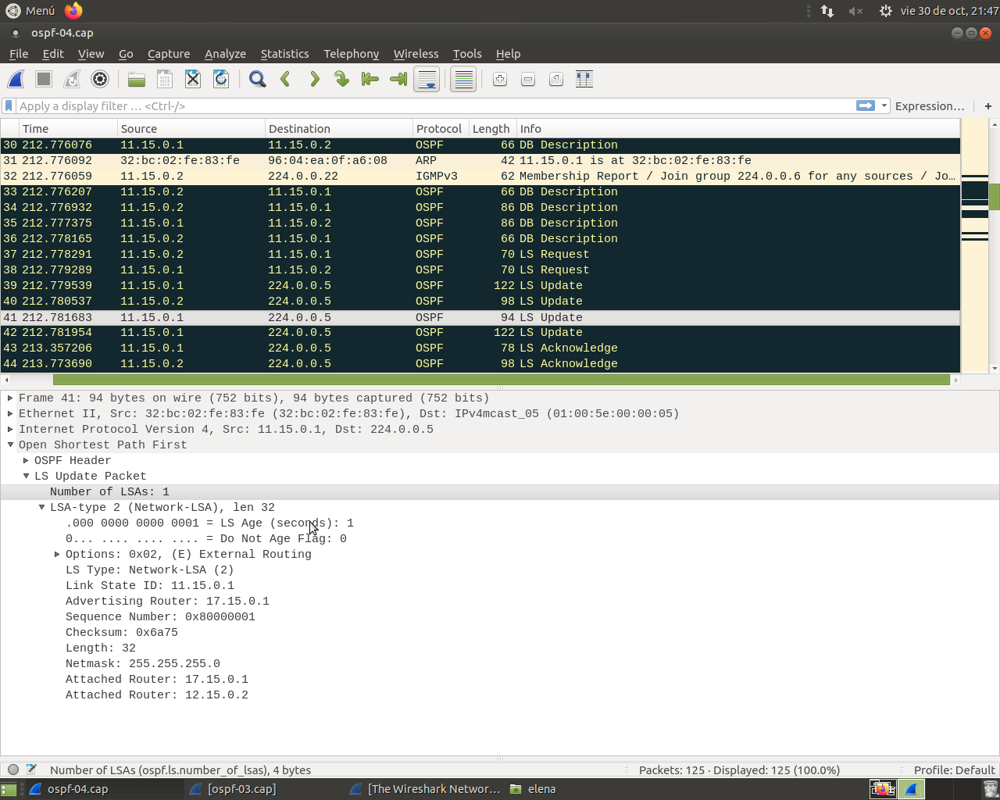 Menú
vie 30 de oct, 21:47
ospf-04.cap
File Edit View Go Capture Analyze Statistics Telephony Wireless Tools Help
Apply a display filter … <Ctrl-/>
Expression… +
Time Source Destination Protocol Length Info
30 212.776076 11.15.0.1 11.15.0.2 OSPF 66 DB Description
31 212.776092 32:bc:02:fe:83:fe 96:04:ea:0f:a6:08 ARP 42 11.15.0.1 is at 32:bc:02:fe:83:fe
32 212.776059 11.15.0.2 224.0.0.22 IGMPv3 62 Membership Report / Join group 224.0.0.6 for any sources / Jo…
33 212.776207 11.15.0.2 11.15.0.1 OSPF 66 DB Description
34 212.776932 11.15.0.2 11.15.0.1 OSPF 86 DB Description
35 212.777375 11.15.0.1 11.15.0.2 OSPF 86 DB Description
36 212.778165 11.15.0.2 11.15.0.1 OSPF 66 DB Description
37 212.778291 11.15.0.2 11.15.0.1 OSPF 70 LS Request
38 212.779289 11.15.0.1 11.15.0.2 OSPF 70 LS Request
39 212.779539 11.15.0.1 224.0.0.5 OSPF 122 LS Update
40 212.780537 11.15.0.2 224.0.0.5 OSPF 98 LS Update
41 212.781683 11.15.0.1 224.0.0.5 OSPF 94 LS Update
42 212.781954 11.15.0.1 224.0.0.5 OSPF 122 LS Update
43 213.357206 11.15.0.1 224.0.0.5 OSPF 78 LS Acknowledge
44 213.773690 11.15.0.2 224.0.0.5 OSPF 98 LS Acknowledge
Frame 41: 94 bytes on wire (752 bits), 94 bytes captured (752 bits)
Ethernet II, Src: 32:bc:02:fe:83:fe (32:bc:02:fe:83:fe), Dst: IPv4mcast_05 (01:00:5e:00:00:05)
Internet Protocol Version 4, Src: 11.15.0.1, Dst: 224.0.0.5
Open Shortest Path First
OSPF Header
LS Update Packet
Number of LSAs: 1
LSA-type 2 (Network-LSA), len 32
.000 0000 0000 0001 = LS Age (seconds): 1
0... .... .... .... = Do Not Age Flag: 0
Options: 0x02, (E) External Routing
LS Type: Network-LSA (2)
Link State ID: 11.15.0.1
Advertising Router: 17.15.0.1
Sequence Number: 0x80000001
Checksum: 0x6a75
Length: 32
Netmask: 255.255.255.0
Attached Router: 17.15.0.1
Attached Router: 12.15.0.2
Number of LSAs (ospf.ls.number_of_lsas), 4 bytes
Packets: 125 · Displayed: 125 (100.0%)
Profile: Default
ospf-04.cap
[ospf-03.cap]
[The Wireshark Networ…
elena